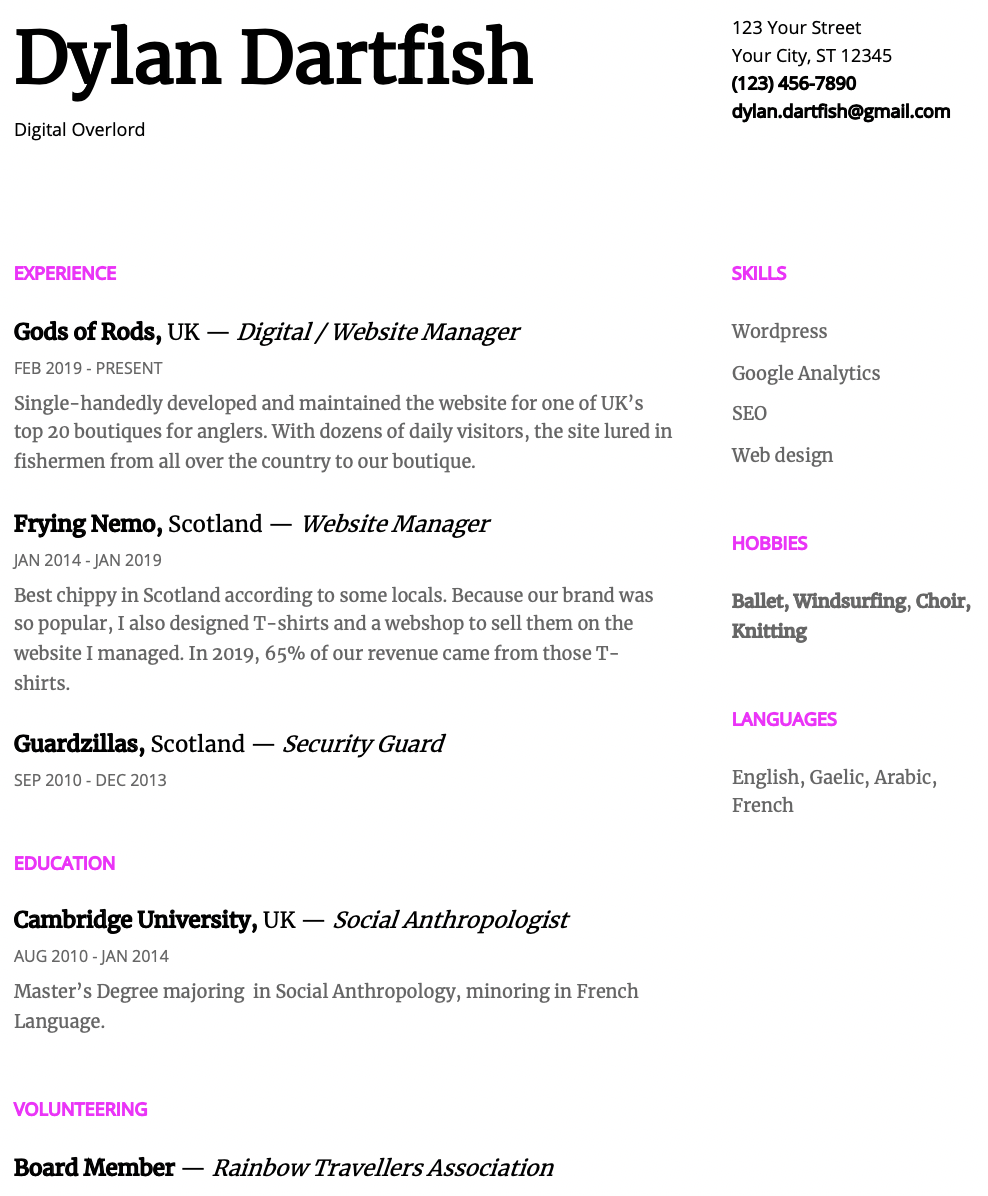 Dylan Dartfish
Digital Overlord
123 Your Street
Your City, ST 12345
(123) 456-7890
dylan.dartfish@gmail.com
EXPERIENCE
Gods of Rods, UK — Digital / Website Manager
FEB 2019 - PRESENT
Single-handedly developed and maintained the website for one of UK’s
top 20 boutiques for anglers. With dozens of daily visitors, the site lured in
fishermen from all over the country to our boutique.
Frying Nemo, Scotland — Website Manager
JAN 2014 - JAN 2019
Best chippy in Scotland according to some locals. Because our brand was
so popular, I also designed T-shirts and a webshop to sell them on the
website I managed. In 2019, 65% of our revenue came from those T-
shirts.
Guardzillas, Scotland — Security Guard
SEP 2010 - DEC 2013
EDUCATION
Cambridge University, UK — Social Anthropologist
AUG 2010 - JAN 2014
Master’s Degree majoring  in Social Anthropology, minoring in French
Language.
VOLUNTEERING
Board Member — Rainbow Travellers Association
SKILLS
Wordpress
Google Analytics
SEO
Web design
HOBBIES
Ballet, Windsurfing, Choir,
Knitting
LANGUAGES
English, Gaelic, Arabic,
French